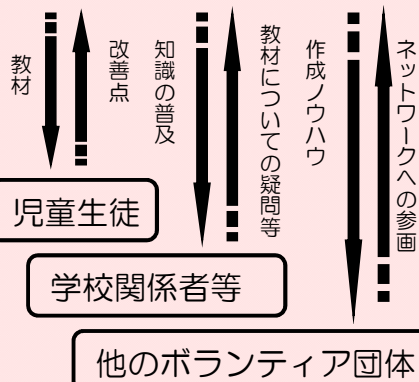 教材
改善点
知識の普及
教材についての疑問等
作成ノウハウ
ネットワークへの参画
児童生徒
学校関係者等
他のボランティア団体